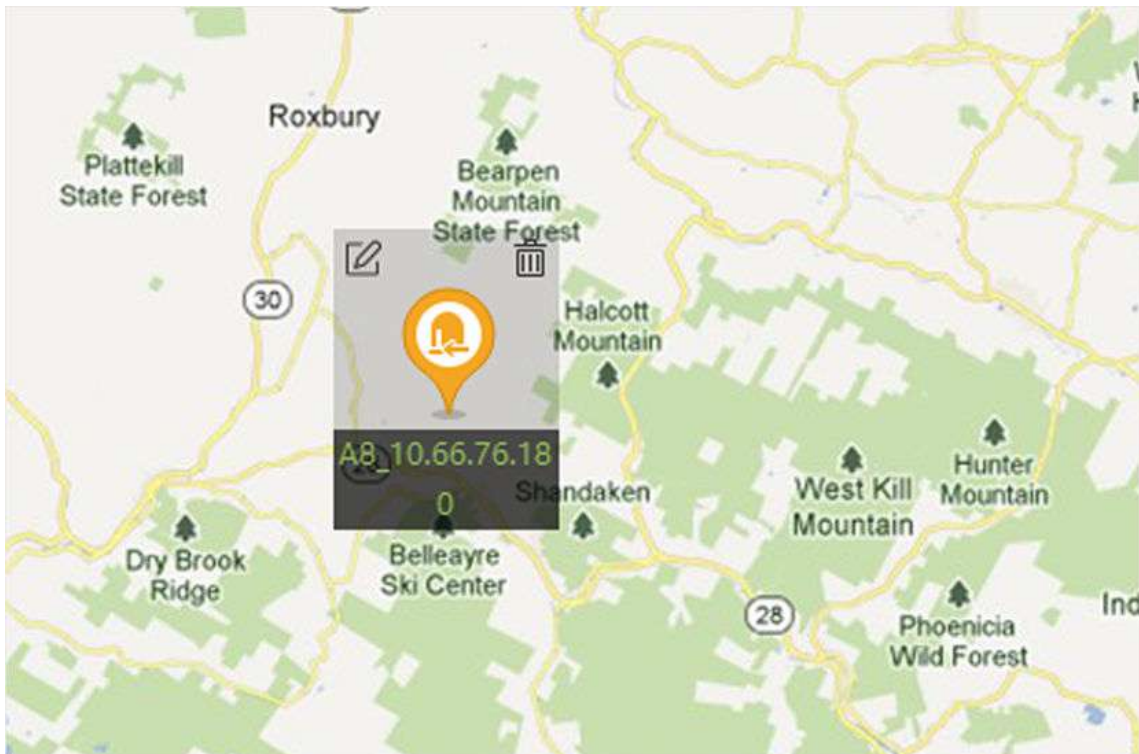 Roxbury
Plattekill
State Forest
Bearpen
Mountain
State Forest
30
Halcott
Mountain
A8_10.66.76.18
0
Shandaken
Hunter
Mountain
West Kill
Mountain
Dry Brook
Ridge
Belleayre
Ski Center
28
Phoenicia
Wild Forest
Ind